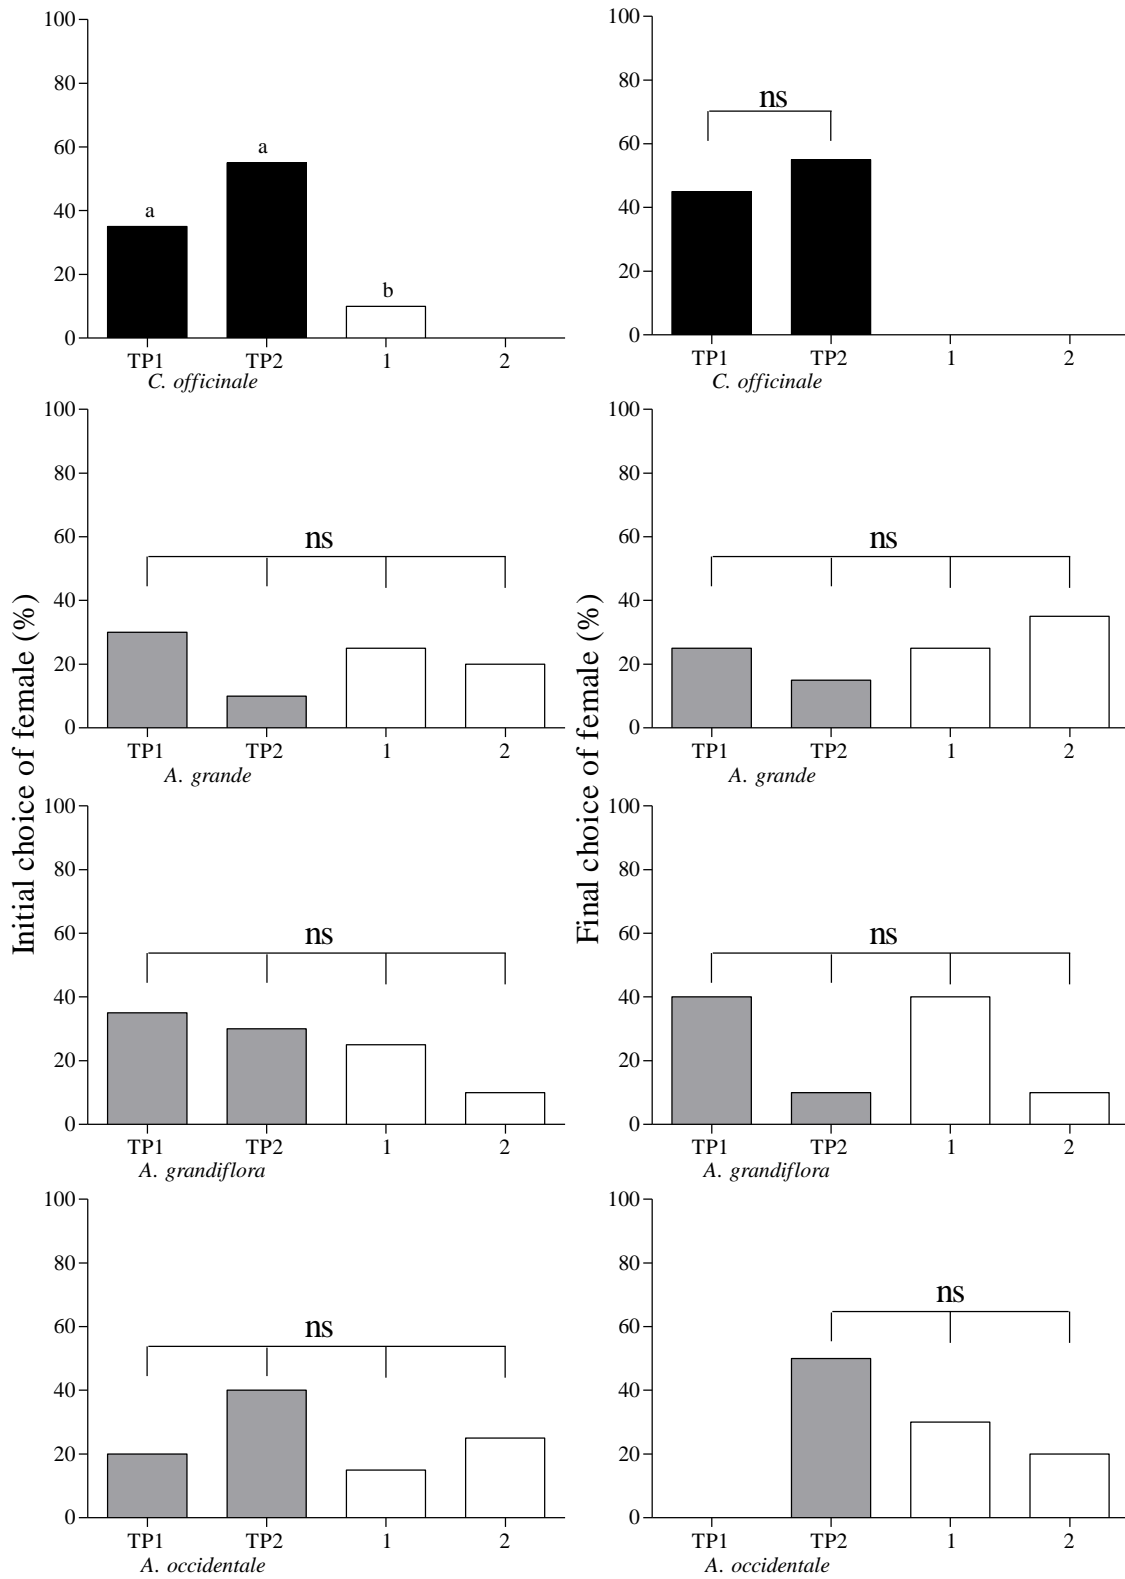 100
80
60
40
20
0
a
a
b
TP1 TP2 1 2
C. officinale
100
80
60
40
20
0
ns
TP1 TP2 1 2
C. officinale
Initial choice of female (%)
100
80
60
40
20
0
ns
TP1 TP2 1 2
A. grande
Final choice of female (%)
100
80
60
40
20
0
ns
TP1 TP2 1 2
A. grande
100
80
60
40
20
0
ns
TP1 TP2 1 2
A. grandiflora
100
80
60
40
20
0
ns
TP1 TP2 1 2
A. grandiflora
100
80
60
40
20
0
ns
TP1 TP2 1 2
A. occidentale
100
80
60
40
20
0
ns
TP1 TP2 1 2
A. occidentale